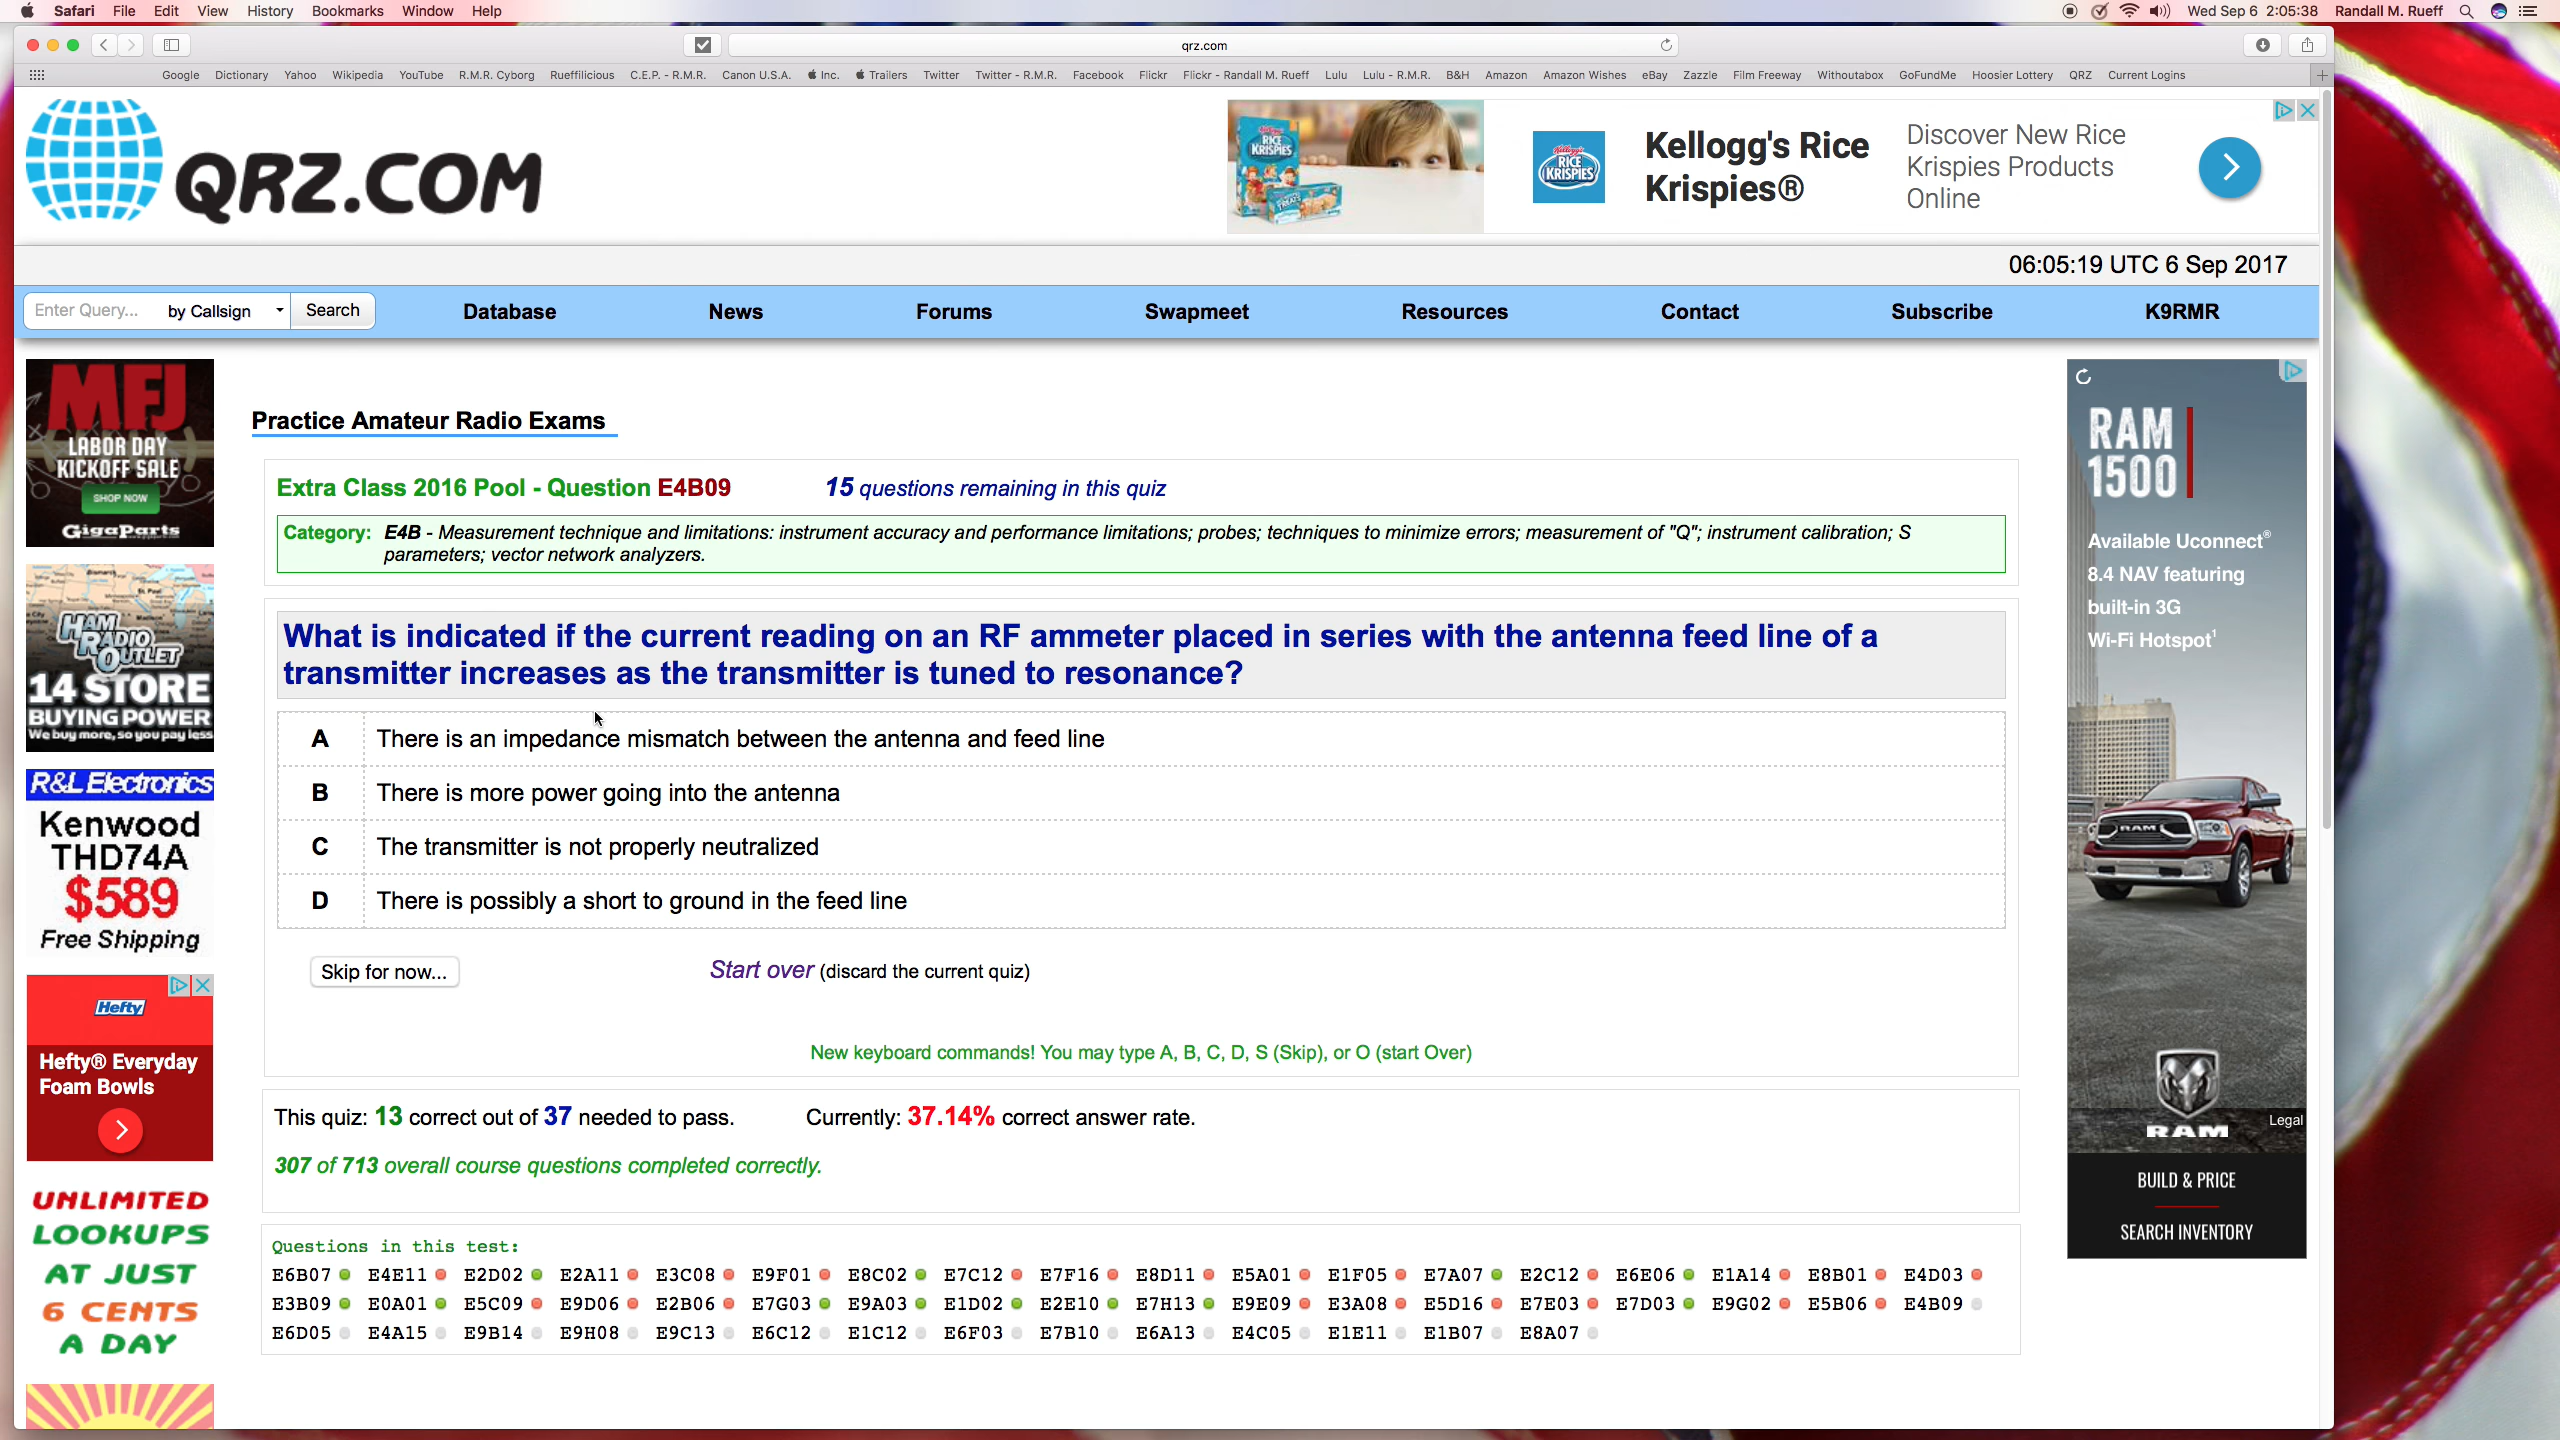 Safari File Edit View History Bookmarks Window Help Wed Sep 6 2:05:38 Randall M. Rueff
qrz.com
Google Dictionary Yahoo Wikipedia YouTube R.M.R. Cyborg Rueffilicious C.E.P. - R.M.R. Canon U.S.A. Inc. Trailers Twitter Twitter - R.M.R. Facebook Flickr Flickr - Randall M. Rueff Lulu Lulu - R.M.R. B&H Amazon Amazon Wishes eBay Zazzle Film Freeway Withoutabox GoFundMe Hoosier Lottery QRZ Current Logins
QRZ.COM
RICE KRISPIES
Kellogg's
RICE KRISPIES
Kellogg's Rice
Krispies®
Discover New Rice
Krispies Products
Online
06:05:19 UTC 6 Sep 2017
Enter Query... by Callsign Search Database News Forums Swapmeet Resources Contact Subscribe K9RMR
MFJ
LABOR DAY
KICKOFF SALE
SHOP NOW
GigaParts
HAM
RADIO
OUTLET
14 STORE
BUYING POWER
We buy more, so you pay less
R&L Electronics
Kenwood
THD74A
$589
Free Shipping
Hefty
Hefty® Everyday
Foam Bowls
UNLIMITED
LOOKUPS
AT JUST
6 CENTS
A DAY
Practice Amateur Radio Exams
Extra Class 2016 Pool - Question E4B09 15 questions remaining in this quiz
Category: E4B - Measurement technique and limitations: instrument accuracy and performance limitations; probes; techniques to minimize errors; measurement of "Q"; instrument calibration; S
parameters; vector network analyzers.
What is indicated if the current reading on an RF ammeter placed in series with the antenna feed line of a
transmitter increases as the transmitter is tuned to resonance?
A There is an impedance mismatch between the antenna and feed line
B There is more power going into the antenna
C The transmitter is not properly neutralized
D There is possibly a short to ground in the feed line
Skip for now... Start over (discard the current quiz)
New keyboard commands! You may type A, B, C, D, S (Skip), or O (start Over)
This quiz: 13 correct out of 37 needed to pass. Currently: 37.14% correct answer rate.
307 of 713 overall course questions completed correctly.
Questions in this test:
E6B07 E4E11 E2D02 E2A11 E3C08 E9F01 E8C02 E7C12 E7F16 E8D11 E5A01 E1F05 E7A07 E2C12 E6E06 E1A14 E8B01 E4D03
E3B09 E0A01 E5C09 E9D06 E2B06 E7G03 E9A03 E1D02 E2E10 E7H13 E9E09 E3A08 E5D16 E7E03 E7D03 E9G02 E5B06 E4B09
E6D05 E4A15 E9B14 E9H08 E9C13 E6C12 E1C12 E6F03 E7B10 E6A13 E4C05 E1E11 E1B07 E8A07
RAM
1500
Available Uconnect®
8.4 NAV featuring
built-in 3G
Wi-Fi Hotspot¹
RAM
RAM
Legal
BUILD & PRICE
SEARCH INVENTORY